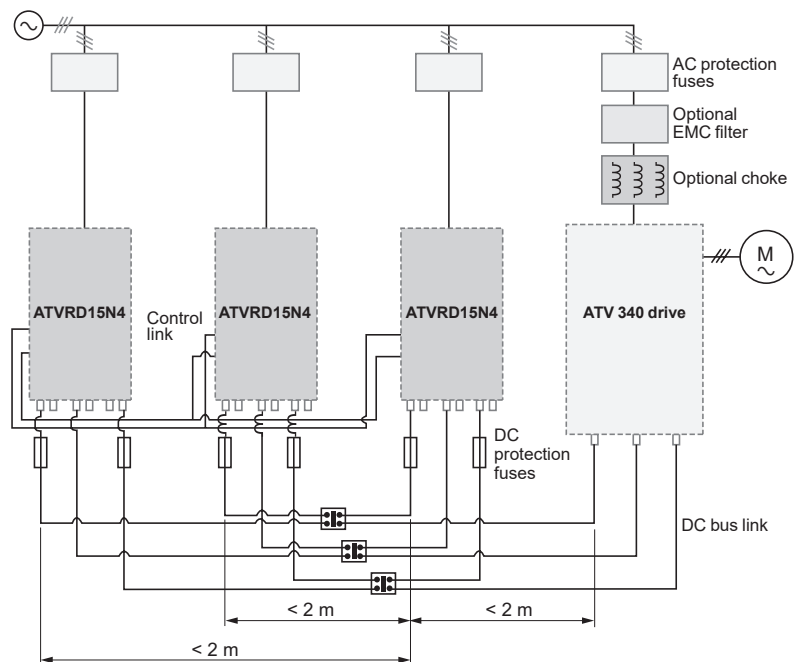 AC protection
fuses
Optional
EMC filter
Optional choke
ATVRD15N4
Control
link
ATVRD15N4
ATVRD15N4
ATV 340 drive
M
DC
protection
fuses
DC bus link
< 2 m
< 2 m
< 2 m